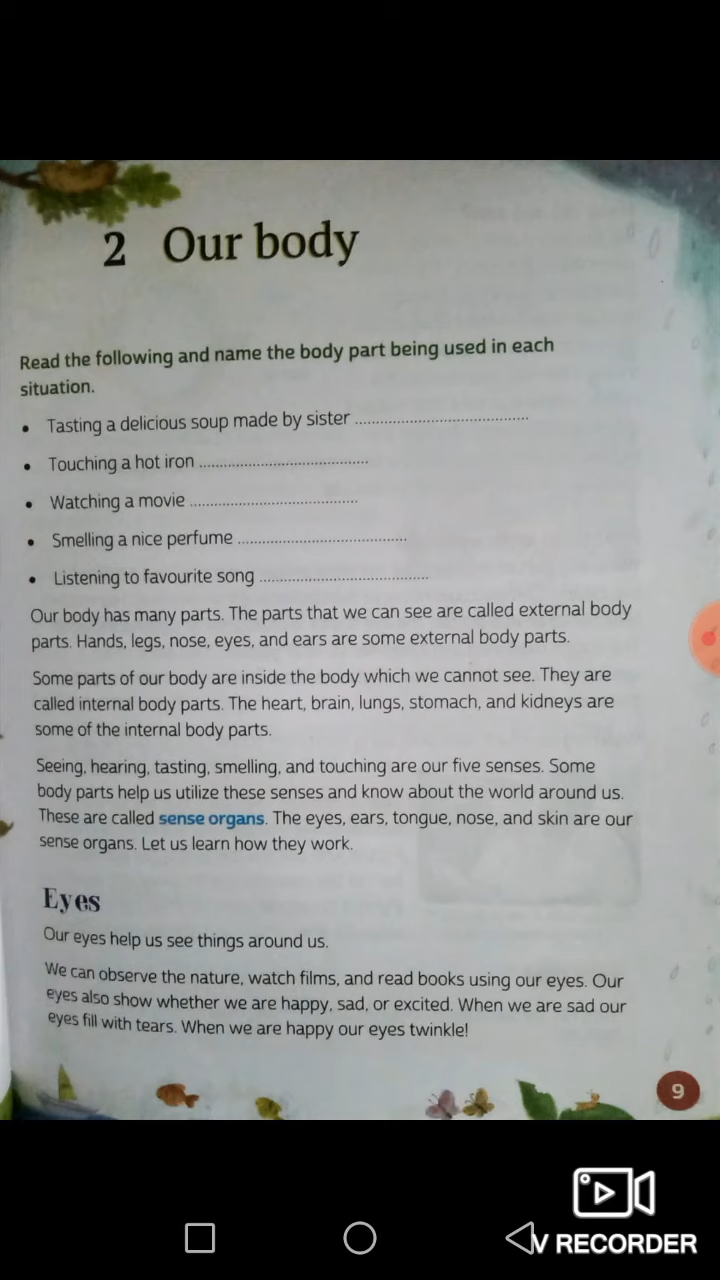 2 Our body
Read the following and name the body part being used in each
situation.
• Tasting a delicious soup made by sister ..........................................
• Touching a hot iron ..........................................
• Watching a movie ..........................................
• Smelling a nice perfume ..........................................
• Listening to favourite song ..........................................
Our body has many parts. The parts that we can see are called external body
parts. Hands, legs, nose, eyes, and ears are some external body parts.
Some parts of our body are inside the body which we cannot see. They are
called internal body parts. The heart, brain, lungs, stomach, and kidneys are
some of the internal body parts.
Seeing, hearing, tasting, smelling, and touching are our five senses. Some
body parts help us utilize these senses and know about the world around us.
These are called sense organs. The eyes, ears, tongue, nose, and skin are our
sense organs. Let us learn how they work.
Eyes
Our eyes help us see things around us.
We can observe the nature, watch films, and read books using our eyes. Our
eyes also show whether we are happy, sad, or excited. When we are sad our
eyes fill with tears. When we are happy our eyes twinkle!
9
V RECORDER